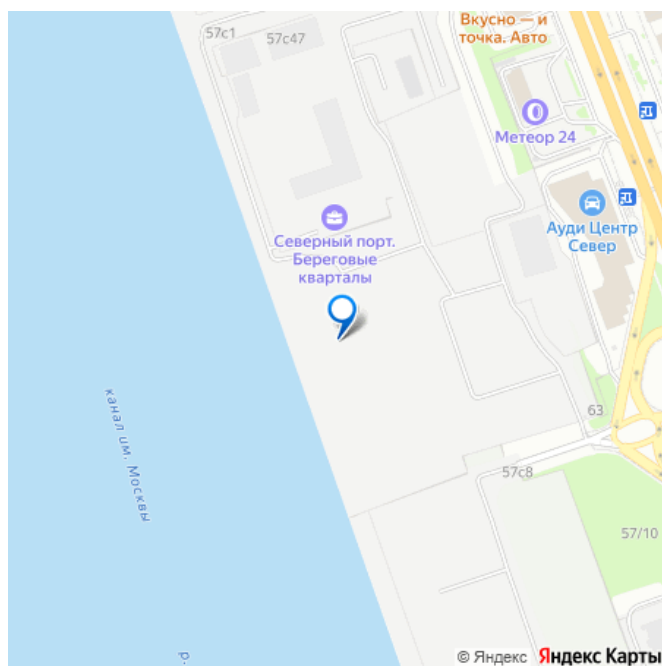 Вкусно — и
точка. Авто
57с1
57с47
Метеор 24
Ауди Центр
Север
Северный порт.
Береговые
кварталы
канал им. Москвы
63
57с8
57/10
р.
© Яндекс Яндекс Карты